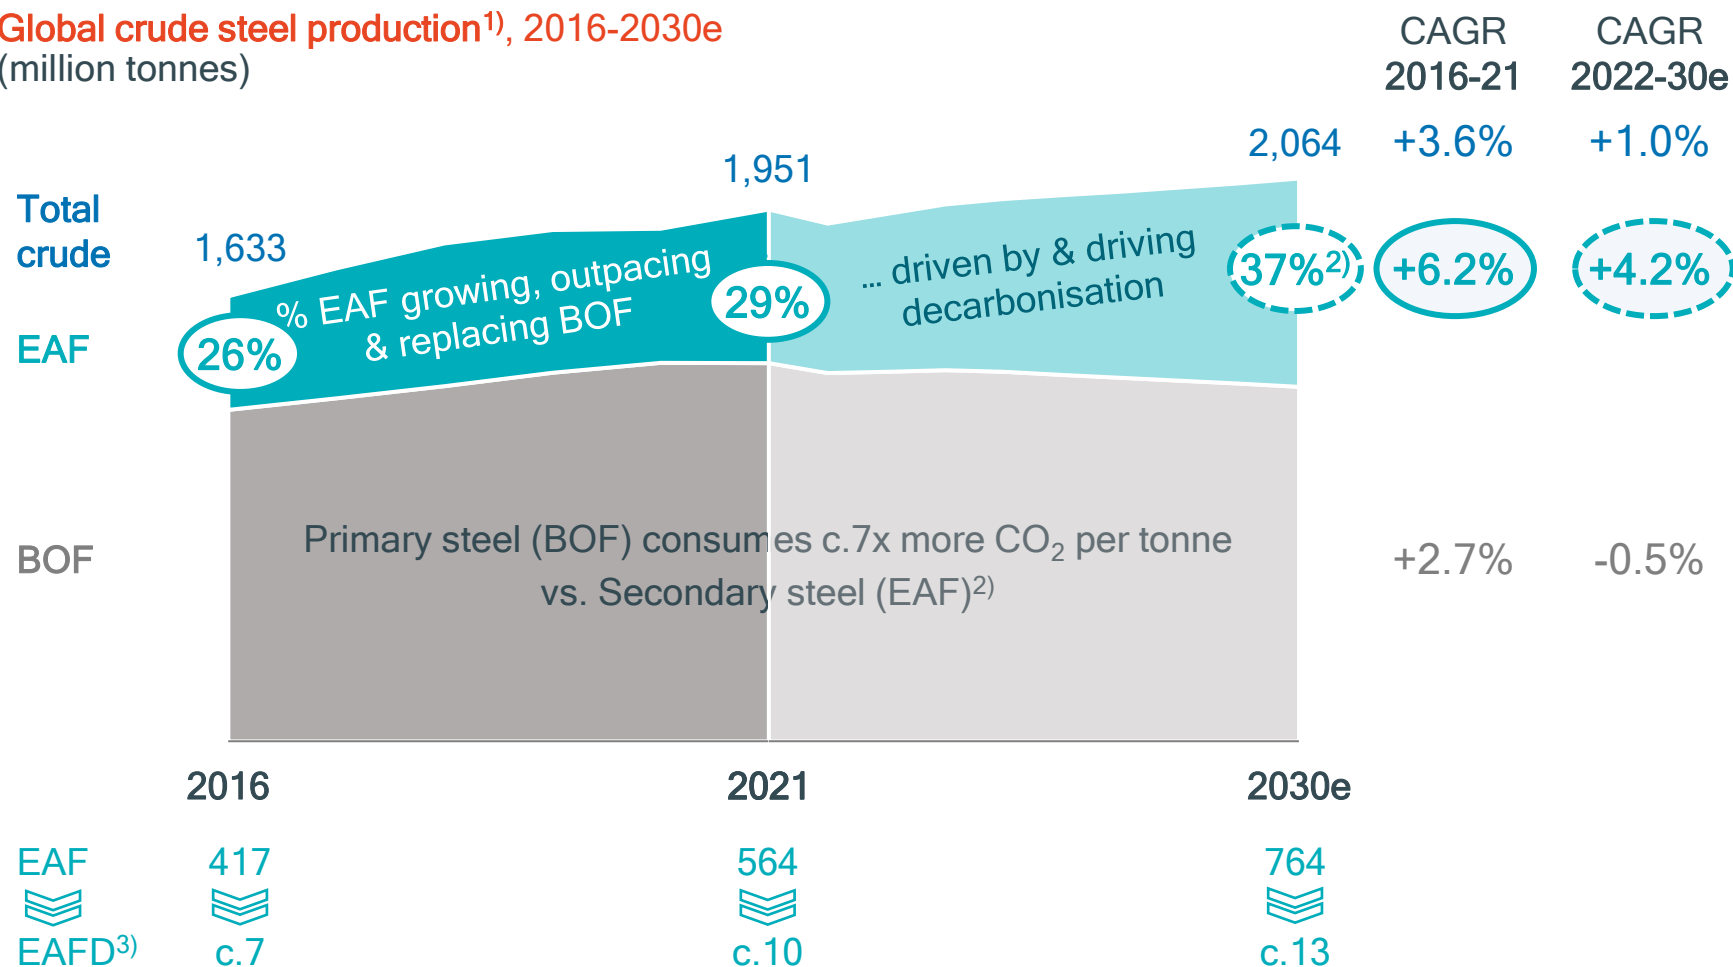 Global crude steel production1), 2016-2030e
(million tonnes)
CAGR
2016-21
CAGR
2022-30e
1,633
1,951
2,064
+3.6%
+1.0%
Total
crude
% EAF growing, outpacing
& replacing BOF
... driven by & driving
decarbonisation
EAF
26%
29%
37%2)
+6.2%
+4.2%
BOF
Primary steel (BOF) consumes c.7x more CO2 per tonne
vs. Secondary steel (EAF)2)
+2.7%
-0.5%
2016
2021
2030e
EAF
417
564
764
EAFD3)
c.7
c.10
c.13